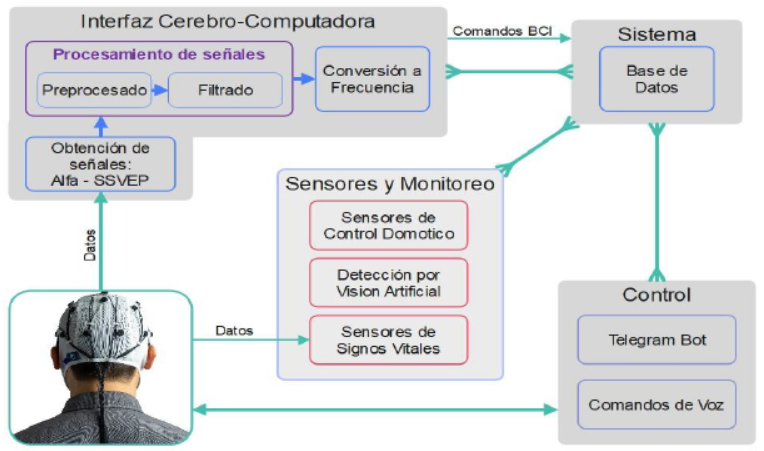 Interfaz Cerebro-Computadora
Procesamiento de señales
Preprocesado
Filtrado
Conversión a
Frecuencia
Comandos BCI
Sistema
Base de
Datos
Obtención de
señales:
Alfa - SSVEP
Datos
Sensores y Monitoreo
Sensores de
Control Domotico
Detección por
Vision Artificial
Sensores de
Signos Vitales
Datos
Control
Telegram Bot
Comandos de Voz